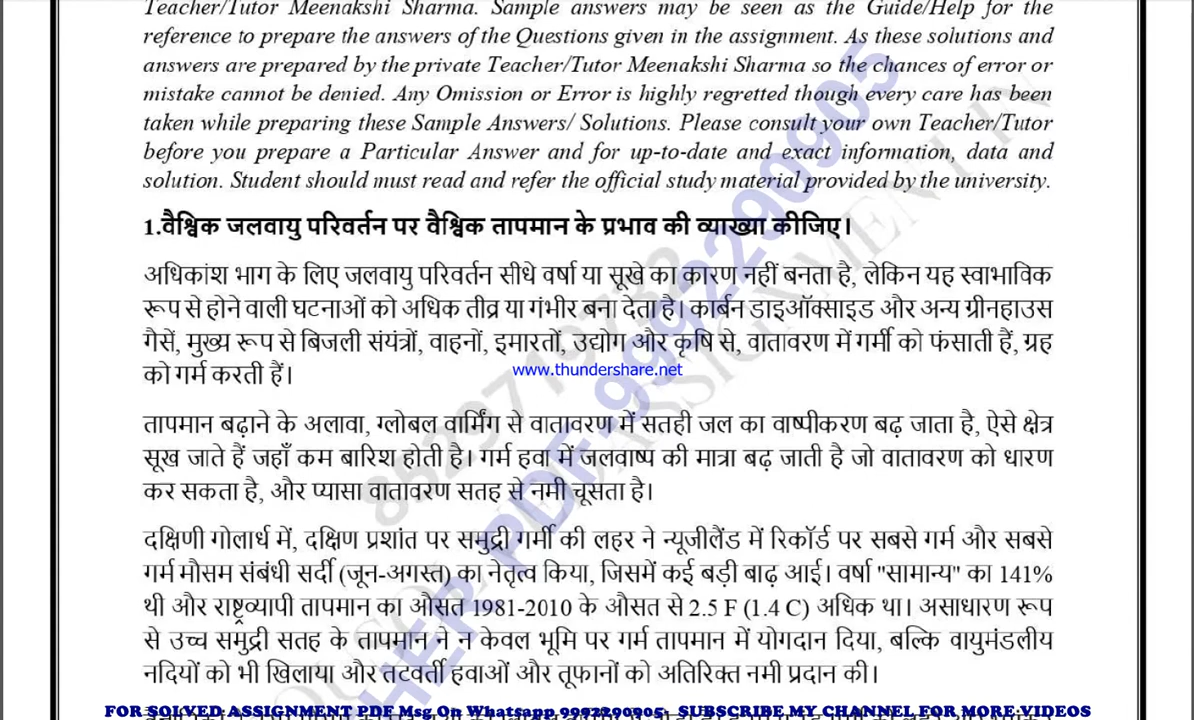 Teacher/Tutor Meenakshi Sharma. Sample answers may be seen as the Guide/Help for the
reference to prepare the answers of the Questions given in the assignment. As these solutions and
answers are prepared by the private Teacher/Tutor Meenakshi Sharma so the chances of error or
mistake cannot be denied. Any Omission or Error is highly regretted though every care has been
taken while preparing these Sample Answers/ Solutions. Please consult your own Teacher/Tutor
before you prepare a Particular Answer and for up-to-date and exact information, data and
solution. Student should must read and refer the official study material provided by the university.
1.वैश्विक जलवायु परिवर्तन पर वैश्विक तापमान के प्रभाव की व्याख्या कीजिए।
अधिकांश भाग के लिए जलवायु परिवर्तन सीधे वर्षा या सूखे का कारण नहीं बनता है, लेकिन यह स्वाभाविक
रूप से होने वाली घटनाओं को अधिक तीव्र या गंभीर बना देता है। कार्बन डाइऑक्साइड और अन्य ग्रीनहाउस
गैसें, मुख्य रूप से बिजली संयंत्रों, वाहनों, इमारतों, उद्योग और कृषि से, वातावरण में गर्मी को फंसाती हैं, ग्रह
को गर्म करती हैं।
www.thundershare.net
तापमान बढ़ाने के अलावा, ग्लोबल वार्मिंग से वातावरण में सतही जल का वाष्पीकरण बढ़ जाता है, ऐसे क्षेत्र
सूख जाते हैं जहाँ कम बारिश होती है। गर्म हवा में जलवाष्प की मात्रा बढ़ जाती है जो वातावरण को धारण
कर सकता है, और प्यासा वातावरण सतह से नमी चूसता है।
दक्षिणी गोलार्ध में, दक्षिण प्रशांत पर समुद्री गर्मी की लहर ने न्यूजीलैंड में रिकॉर्ड पर सबसे गर्म और सबसे
गर्म मौसम संबंधी सर्दी (जून-अगस्त) का नेतृत्व किया, जिसमें कई बड़ी बाढ़ आई। वर्षा "सामान्य" का 141%
थी और राष्ट्रव्यापी तापमान का औसत 1981-2010 के औसत से 2.5 F (1.4 C) अधिक था। असाधारण रूप
से उच्च समुद्री सतह के तापमान ने न केवल भूमि पर गर्म तापमान में योगदान दिया, बल्कि वायुमंडलीय
नदियों को भी खिलाया और तटवर्ती हवाओं और तूफानों को अतिरिक्त नमी प्रदान की।
FOR SOLVED ASSIGNMENT PDF Msg On Whatsapp 9992290905- SUBSCRIBE MY CHANNEL FOR MORE VIDEOS